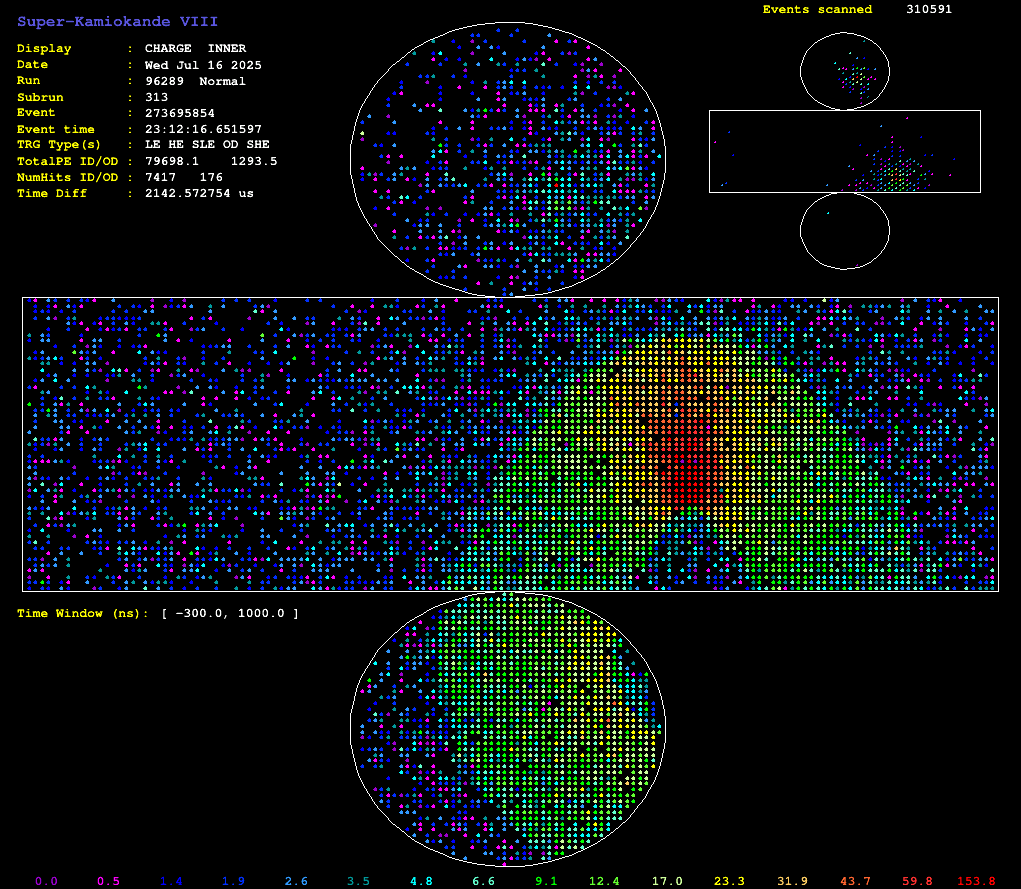 Super-Kamiokande VIII
Events scanned 310591
Display : CHARGE INNER
Date : Wed Jul 16 2025
Run : 96289 Normal
Subrun : 313
Event : 273695854
Event time : 23:12:16.651597
TRG Type(s) : LE HE SLE OD SHE
TotalPE ID/OD : 79698.1 1293.5
NumHits ID/OD : 7417 176
Time Diff : 2142.572754 us
Time Window (ns): [ -300.0, 1000.0 ]
0.0 0.5 1.4 1.9 2.6 3.5 4.8 6.6 9.1 12.4 17.0 23.3 31.9 43.7 59.8 153.8